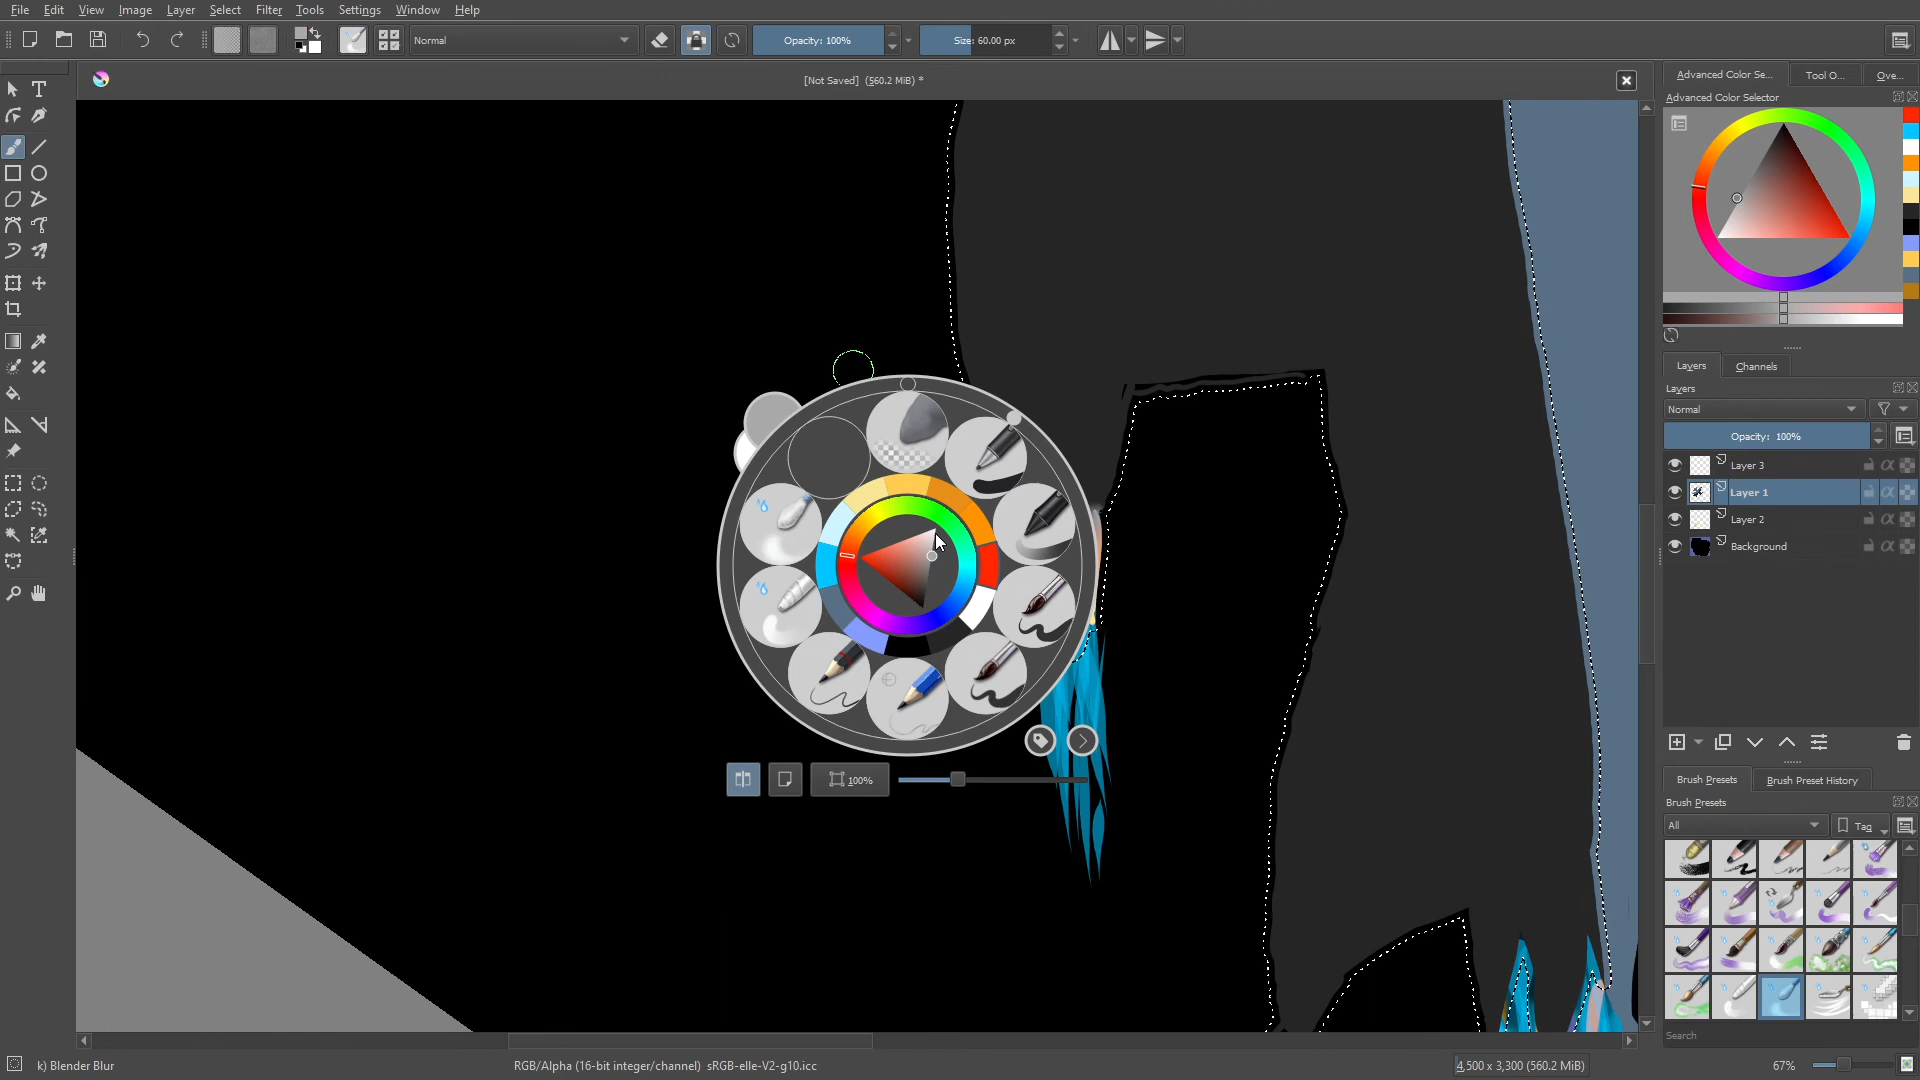 File Edit View Image Layer Select Filter Tools Settings Window Help
Normal Opacity: 100% Size: 60.00 px
[Not Saved] (560.2 MiB) *
Advanced Color Se... Tool O... Ove...
Advanced Color Selector
Layers Channels
Layers
Normal
Opacity: 100%
Layer 3
Layer 1
Layer 2
Background
100%
Brush Presets Brush Preset History
Brush Presets
All Tag
Search
k) Blender Blur RGB/Alpha (16-bit integer/channel) sRGB-elle-V2-g10.icc 4,500 x 3,300 (560.2 MiB) 67%